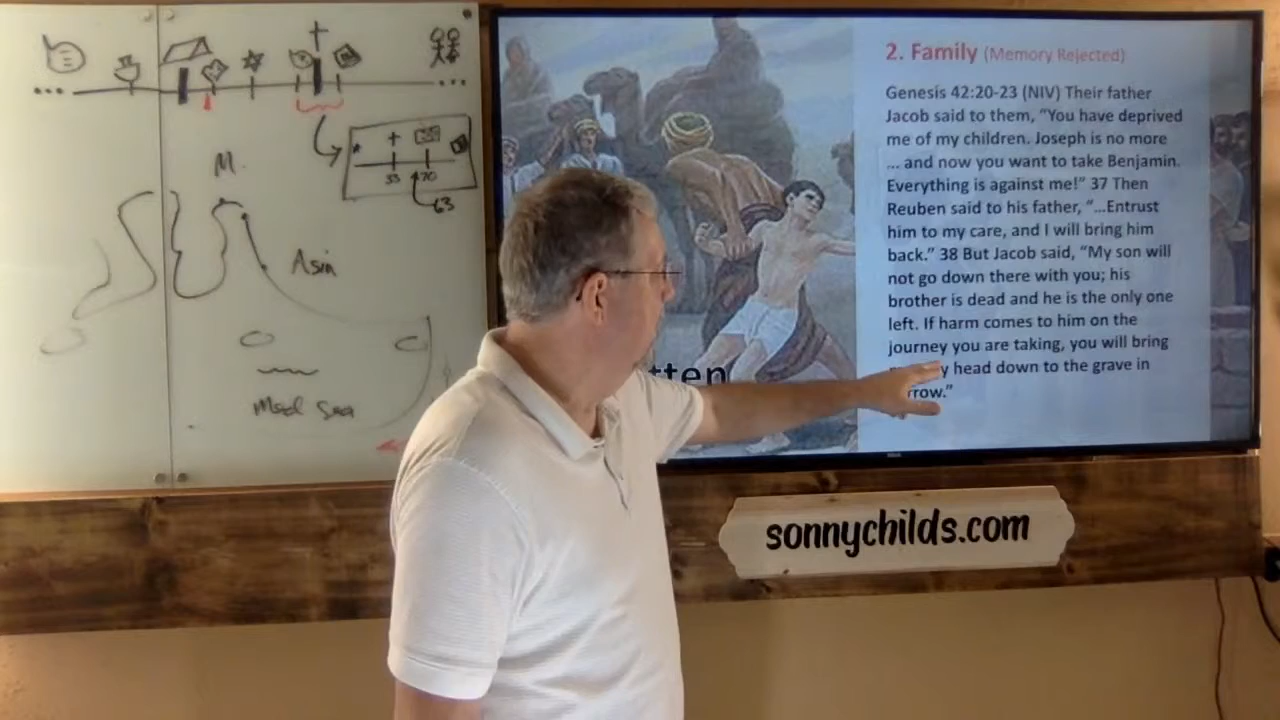 M.
33
70
63
Asia
Med Sea
tten
2. Family (Memory Rejected)
Genesis 42:20-23 (NIV) Their father
Jacob said to them, “You have deprived
me of my children. Joseph is no more
... and now you want to take Benjamin.
Everything is against me!” 37 Then
Reuben said to his father, “...Entrust
him to my care, and I will bring him
back.” 38 But Jacob said, “My son will
not go down there with you; his
brother is dead and he is the only one
left. If harm comes to him on the
journey you are taking, you will bring
head down to the grave in
rrow.”
sonnychilds.com